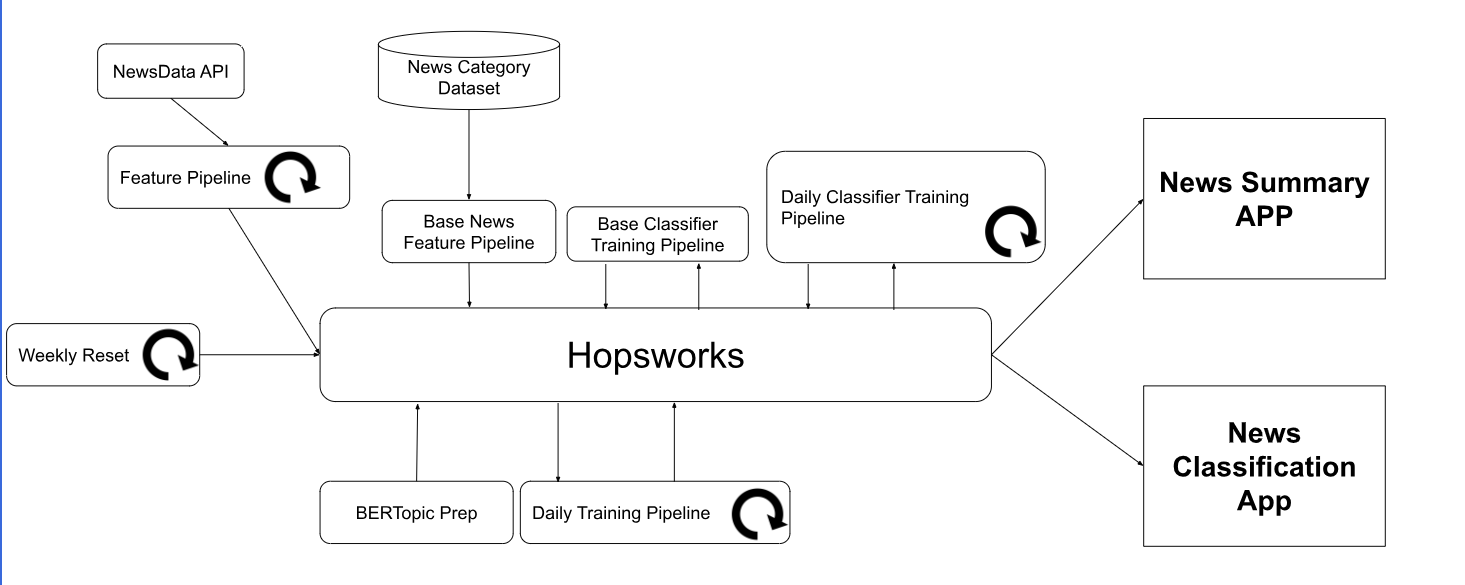 NewsData API
News Category
Dataset
Feature Pipeline
Base News
Feature Pipeline
Base Classifier
Training Pipeline
Daily Classifier Training
Pipeline
News Summary
APP
Weekly Reset
Hopsworks
News
Classification
App
BERTopic Prep
Daily Training Pipeline